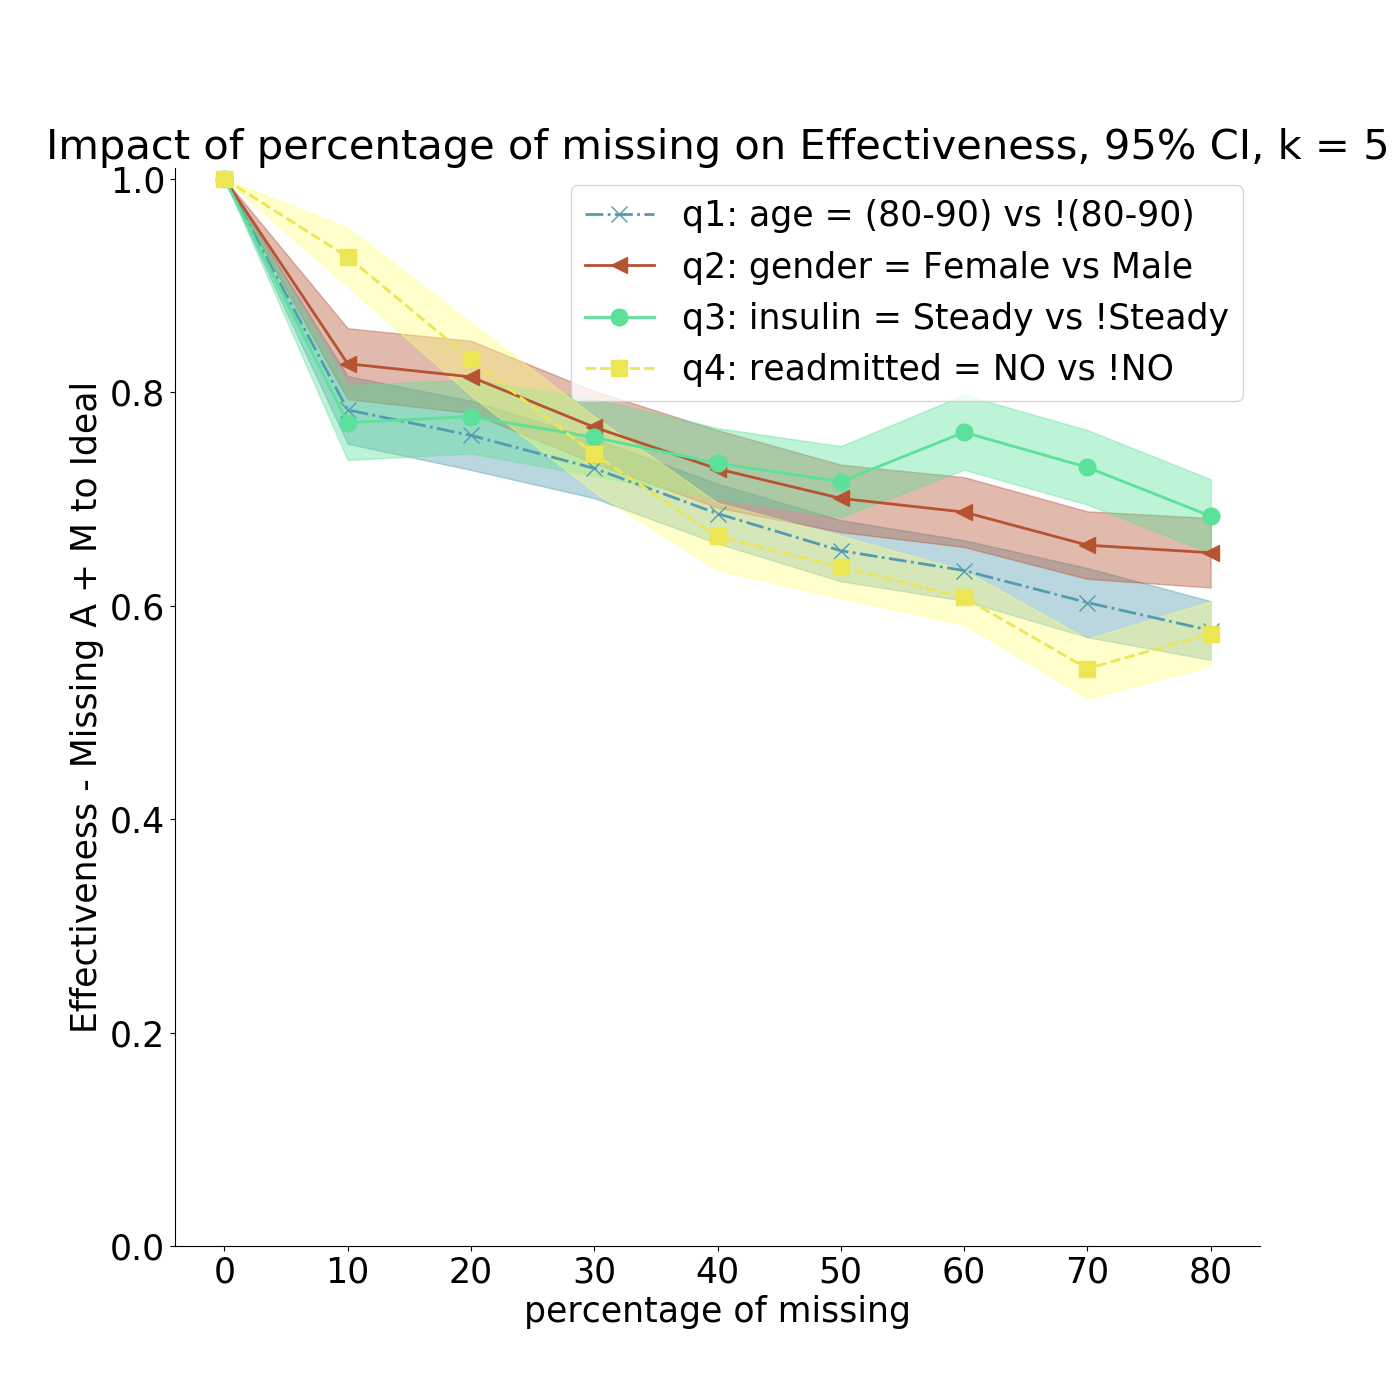 Impact of percentage of missing on Effectiveness, 95% CI, k = 5
q1: age = (80-90) vs !(80-90)
q2: gender = Female vs Male
q3: insulin = Steady vs !Steady
q4: readmitted = NO vs !NO
Effectiveness - Missing A + M to Ideal
1.0
0.8
0.6
0.4
0.2
0.0
0 10 20 30 40 50 60 70 80
percentage of missing